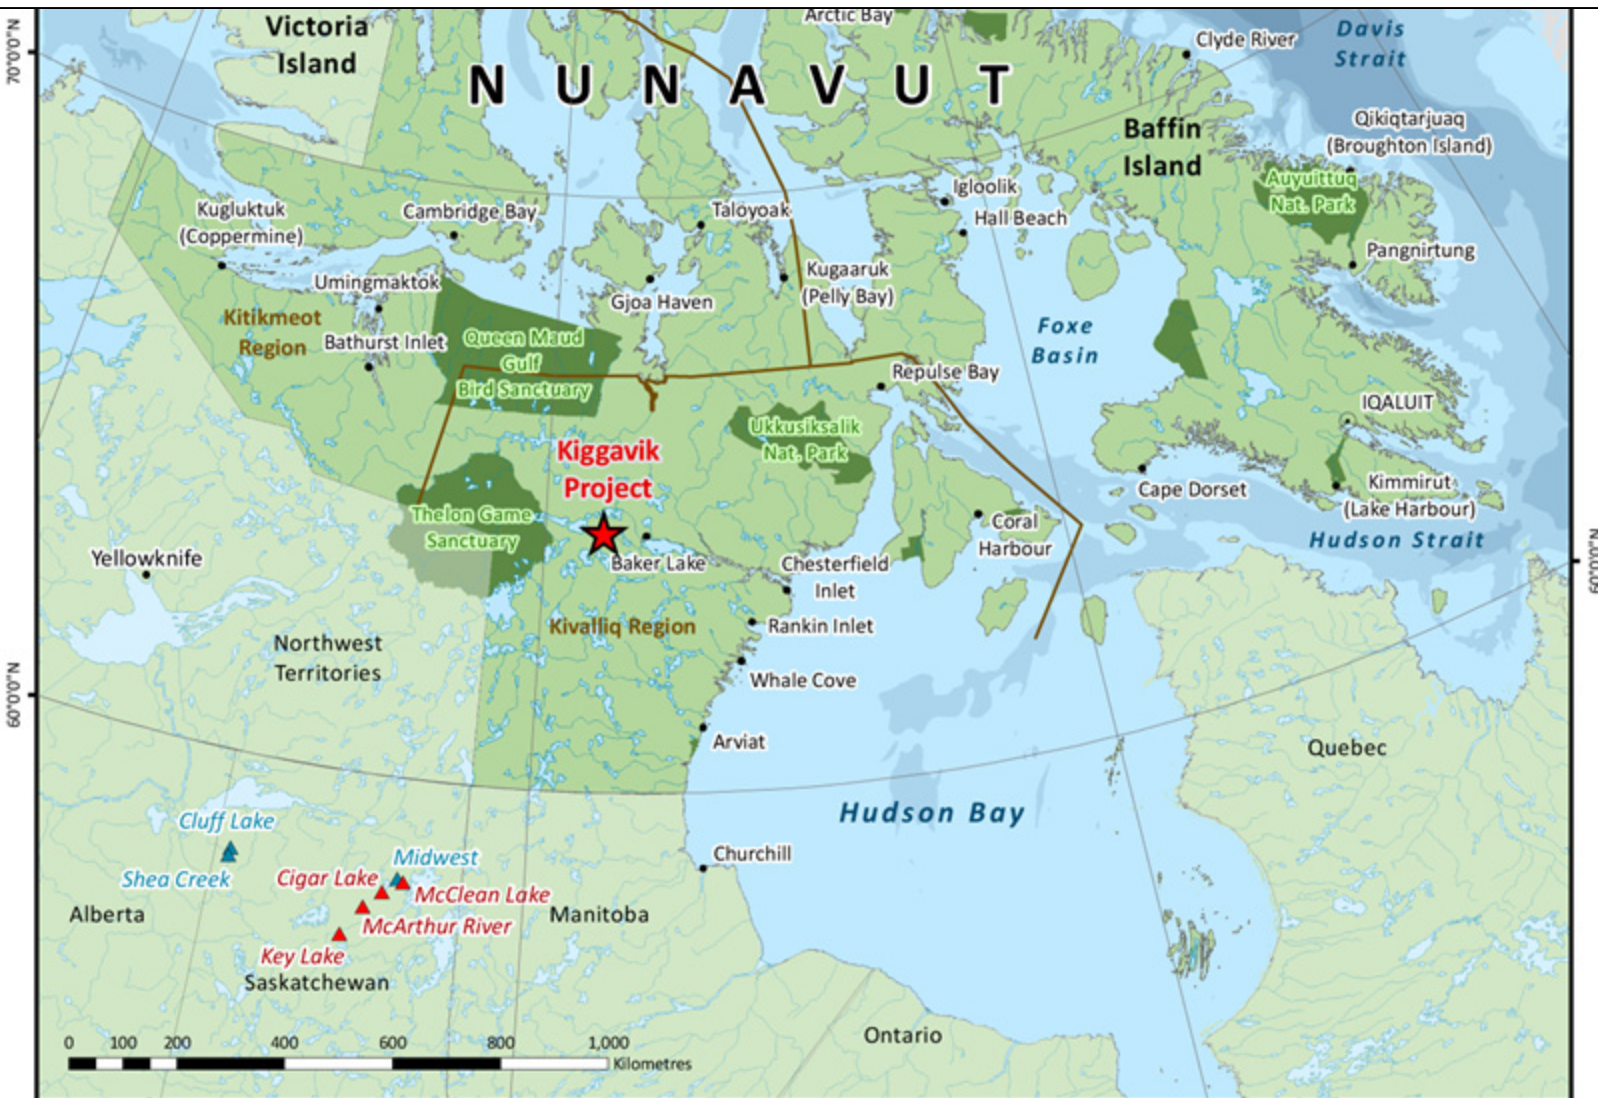 Arctic Bay
Victoria
Island
Clyde River
Davis
Strait
70°0'0"N
NUNAVUT
Baffin
Island
Qikiqtarjuaq
(Broughton Island)
Auyuittuq
Nat. Park
Igloolik
Hall Beach
Kugluktuk
(Coppermine)
Cambridge Bay
Taloyoak
Pangnirtung
Umingmaktok
Gjoa Haven
Kugaaruk
(Pelly Bay)
Kitikmeot
Region
Bathurst Inlet
Queen Maud
Gulf
Bird Sanctuary
Foxe
Basin
Repulse Bay
IQALUIT
Ukkusiksalik
Nat. Park
Kiggavik
Project
Cape Dorset
Kimmirut
(Lake Harbour)
Thelon Game
Sanctuary
Coral
Harbour
Hudson Strait
Yellowknife
Baker Lake
Chesterfield
Inlet
60°0'0"N
Kivalliq Region
Rankin Inlet
Northwest
Territories
Whale Cove
60°0'0"N
Arviat
Quebec
Hudson Bay
Cluff Lake
Shea Creek
Midwest
Cigar Lake
McClean Lake
McArthur River
Key Lake
Churchill
Alberta
Manitoba
Saskatchewan
Ontario
0 100 200 400 600 800 1,000
Kilometres